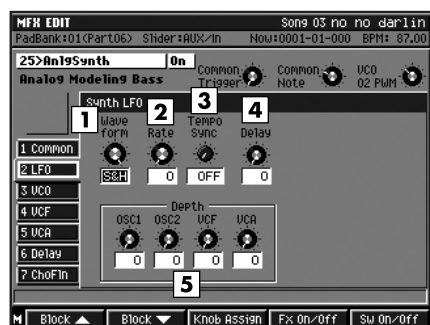 MFX EDIT Song 03 no no darlin
PadBank:01<Part06> Slider:AUX/In Now:0001-01-000 BPM: 87.00
25>AnlgSynth On
Analog Modeling Bass
Common Trigger
Common Note
VCO 02 PWM
Synth LFO
1 2 3 4
Wave form
Rate
Tempo Sync
Delay
S&H 0 OFF 0
1 Common
2 LFO
3 VCO
4 VCF
5 VCA
6 Delay
7 ChoFln
Depth
OSC1 OSC2 VCF VCA
0 0 0 0
5
M Block ▲ Block ▼ Knob Assign Fx On/Off Sw On/Off